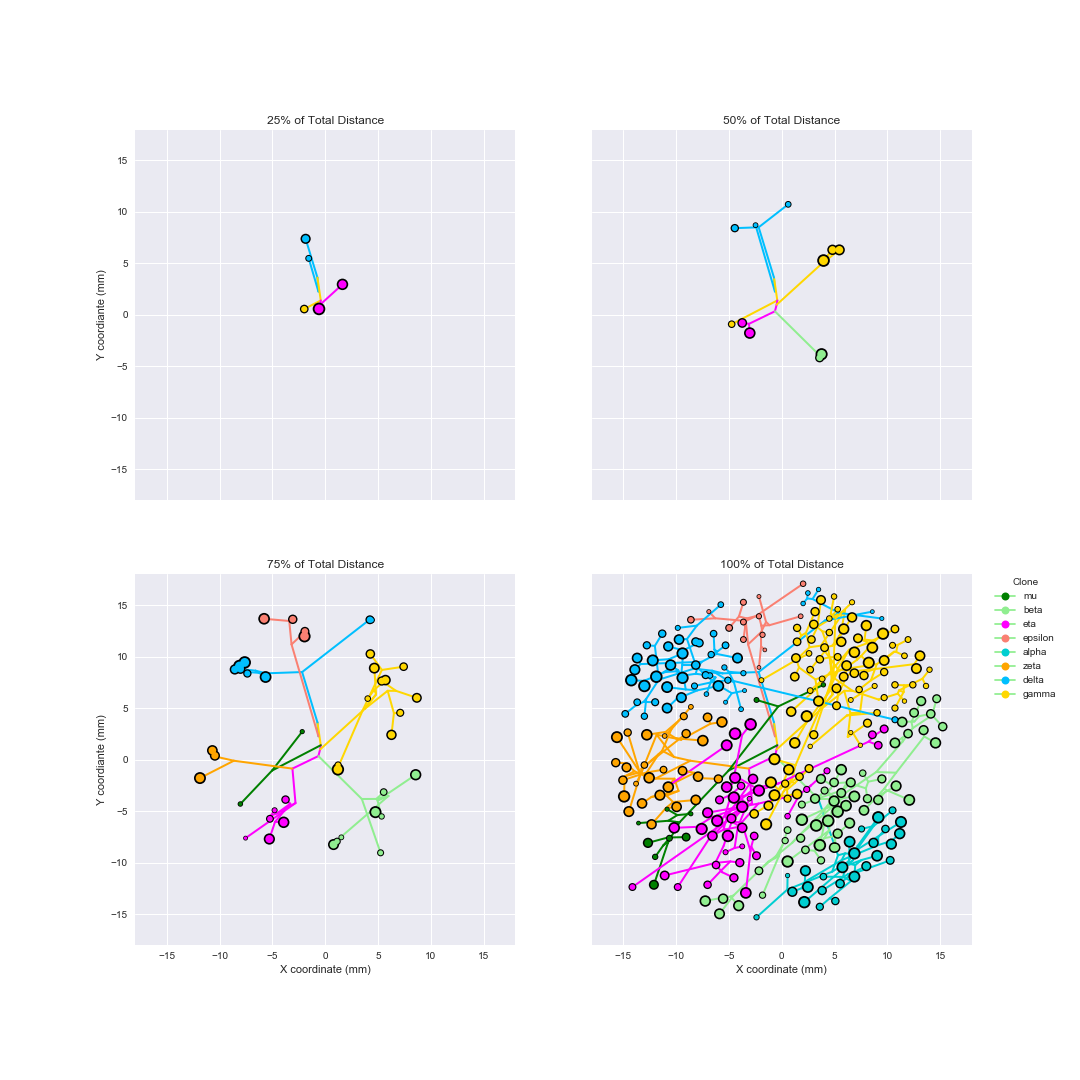 25% of Total Distance
50% of Total Distance
15
10
5
0
−5
−10
−15
Y coordiante (mm)
75% of Total Distance
100% of Total Distance
15
10
5
0
−5
−10
−15
Y coordiante (mm)
−15 −10 −5 0 5 10 15
X coordinate (mm)
−15 −10 −5 0 5 10 15
X coordinate (mm)
Clone
mu
beta
eta
epsilon
alpha
zeta
delta
gamma